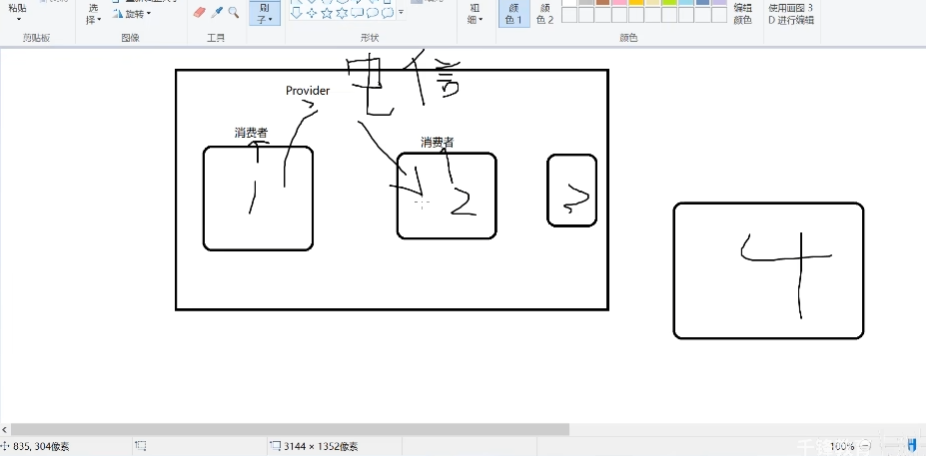 粘贴
选择
旋转
刷子
粗细
颜色 1
颜色 2
编辑颜色
使用画图 3D 进行编辑
剪贴板
图像
工具
形状
颜色
电信
Provider
消费者
消费者
1
2
3
4
835, 304像素
3144 × 1352像素
100%